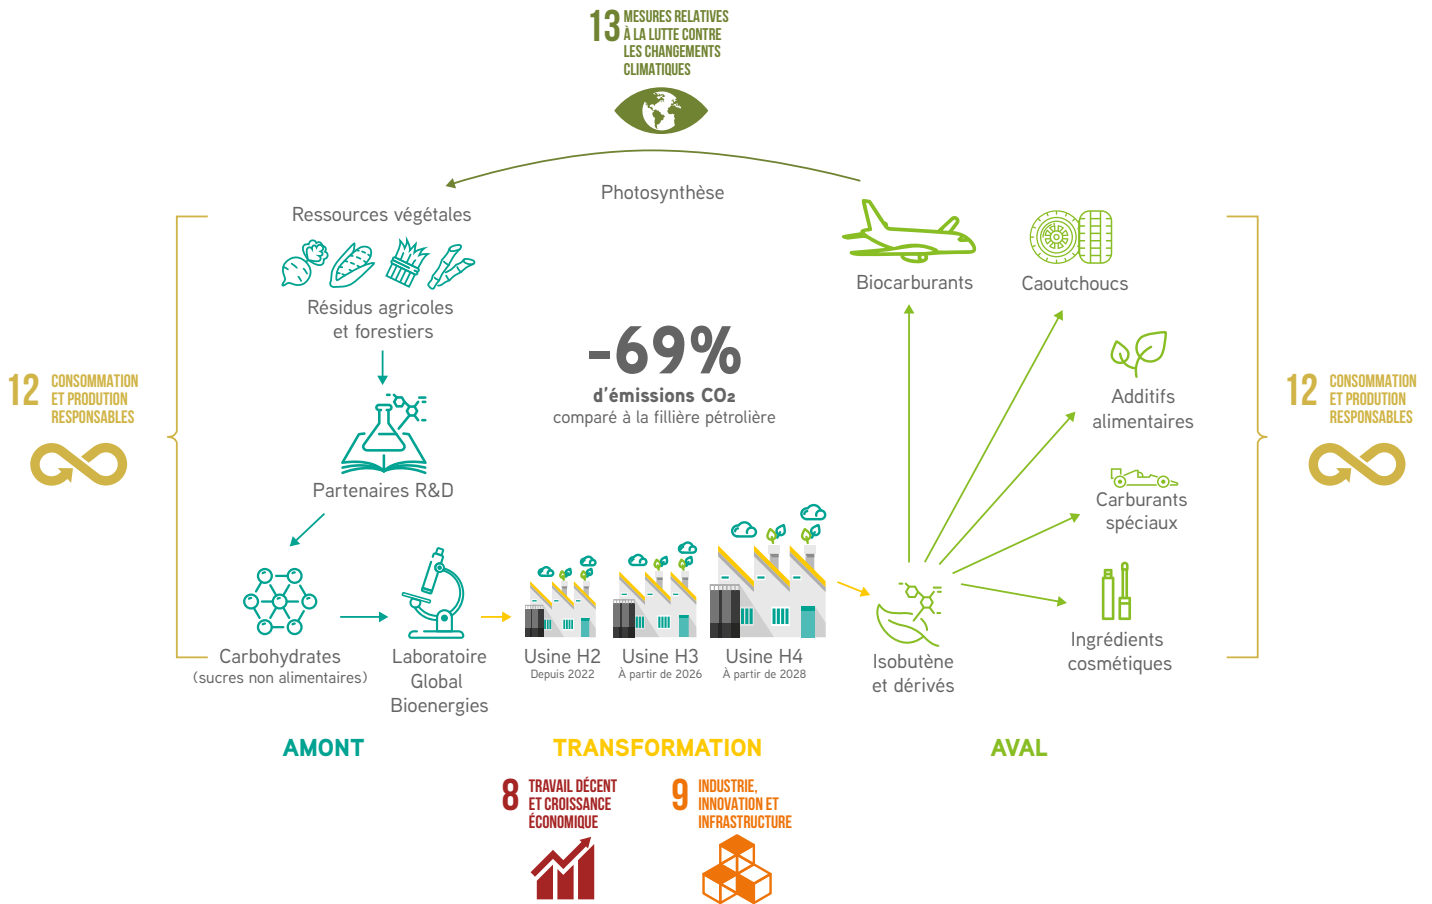 13 MESURES RELATIVES
À LA LUTTE CONTRE
LES CHANGEMENTS
CLIMATIQUES
Photosynthèse
Ressources végétales
Résidus agricoles
et forestiers
Partenaires R&D
Carbohydrates
(sucres non alimentaires)
Laboratoire
Global
Bioenergies
-69%
d'émissions CO₂
comparé à la fillière pétrolière
Usine H2
Depuis 2022
Usine H3
À partir de 2026
Usine H4
À partir de 2028
Isobutène
et dérivés
Biocarburants
Caoutchoucs
Additifs
alimentaires
Carburants
spéciaux
Ingrédients
cosmétiques
12 CONSOMMATION
ET PRODUTION
RESPONSABLES
12 CONSOMMATION
ET PRODUTION
RESPONSABLES
AMONT
TRANSFORMATION
AVAL
8 TRAVAIL DÉCENT
ET CROISSANCE
ÉCONOMIQUE
9 INDUSTRIE,
INNOVATION ET
INFRASTRUCTURE